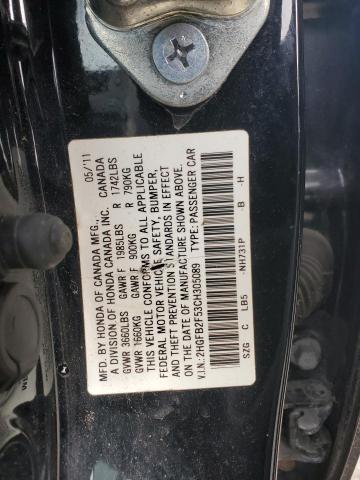 MFD. BY HONDA OF CANADA MFG., 05/'11
A DIVISION OF HONDA CANADA INC. CANADA
GVWR 3660LBS GAWR F 1985LBS R 1742LBS
GVWR 1660KG GAWR F 900KG R 790KG
THIS VEHICLE CONFORMS TO ALL APPLICABLE
FEDERAL MOTOR VEHICLE SAFETY, BUMPER,
AND THEFT PREVENTION STANDARDS IN EFFECT
ON THE DATE OF MANUFACTURE SHOWN ABOVE.
V.I.N.: 2HGFB2F53CH305089 TYPE: PASSENGER CAR
SZG C LB5 -NH731P -B -H